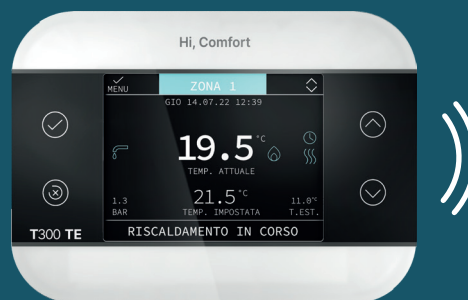 Hi, Comfort
MENU
ZONA 1
GIO 14.07.22 12:39
19.5°C
TEMP. ATTUALE
1.3
BAR
21.5°C
TEMP. IMPOSTATA
11.0°C
T.EST.
T300 TE
RISCALDAMENTO IN CORSO